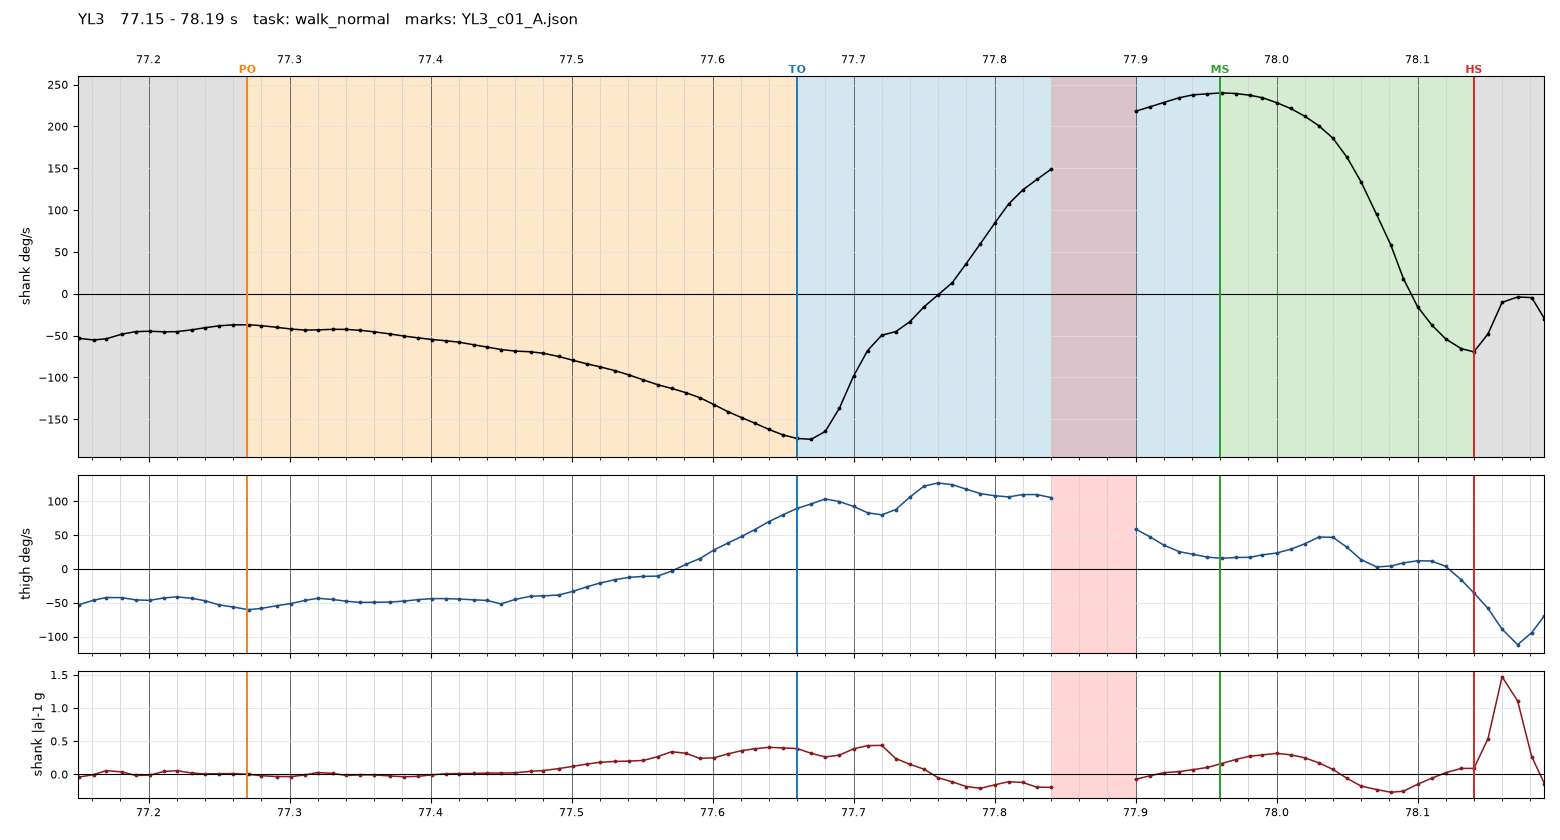 YL3   77.15 - 78.19 s   task: walk_normal   marks: YL3_c01_A.json
77.2 77.3 77.4 77.5 77.6 77.7 77.8 77.9 78.0 78.1
PO TO MS HS
shank deg/s
250
200
150
100
50
0
−50
−100
−150
thigh deg/s
100
50
0
−50
−100
shank |a|-1 g
1.5
1.0
0.5
0.0
77.2 77.3 77.4 77.5 77.6 77.7 77.8 77.9 78.0 78.1